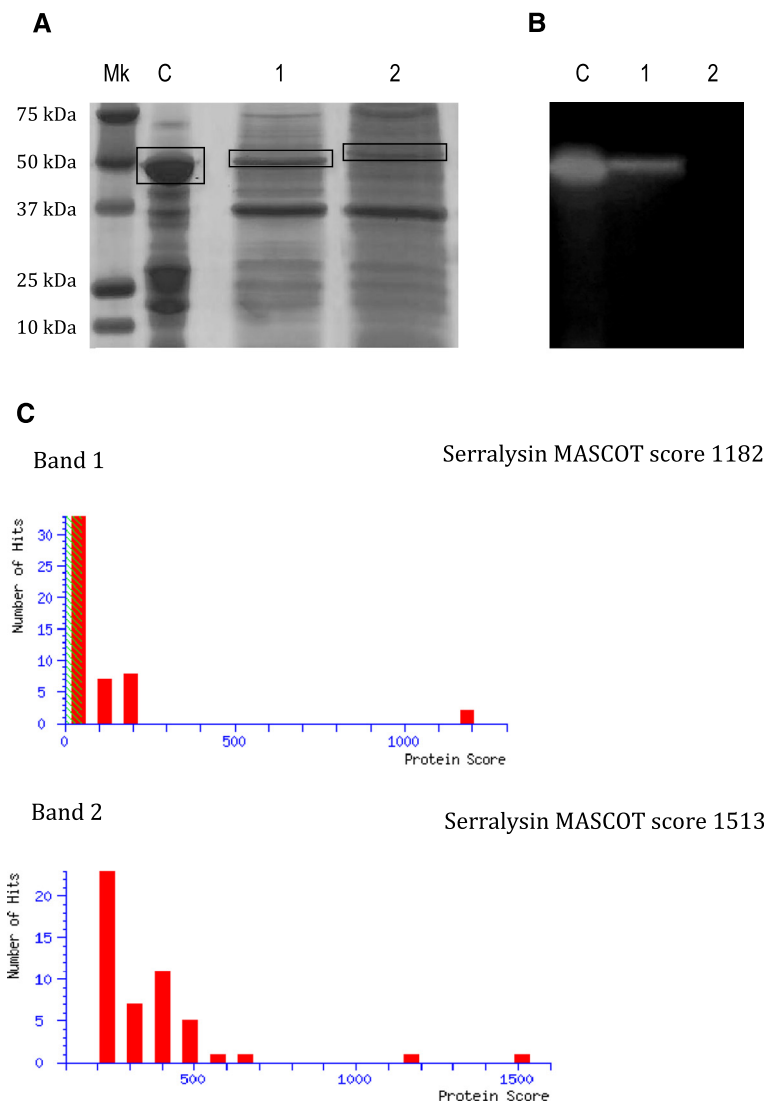 A
B
Mk C 1 2
C 1 2
75 kDa
50 kDa
37 kDa
25 kDa
10 kDa
C
Band 1
Serralysin MASCOT score 1182
Number of Hits
30
25
20
15
10
5
0
0 500 1000
Protein Score
Band 2
Serralysin MASCOT score 1513
Number of Hits
20
15
10
5
0
500 1000 1500
Protein Score